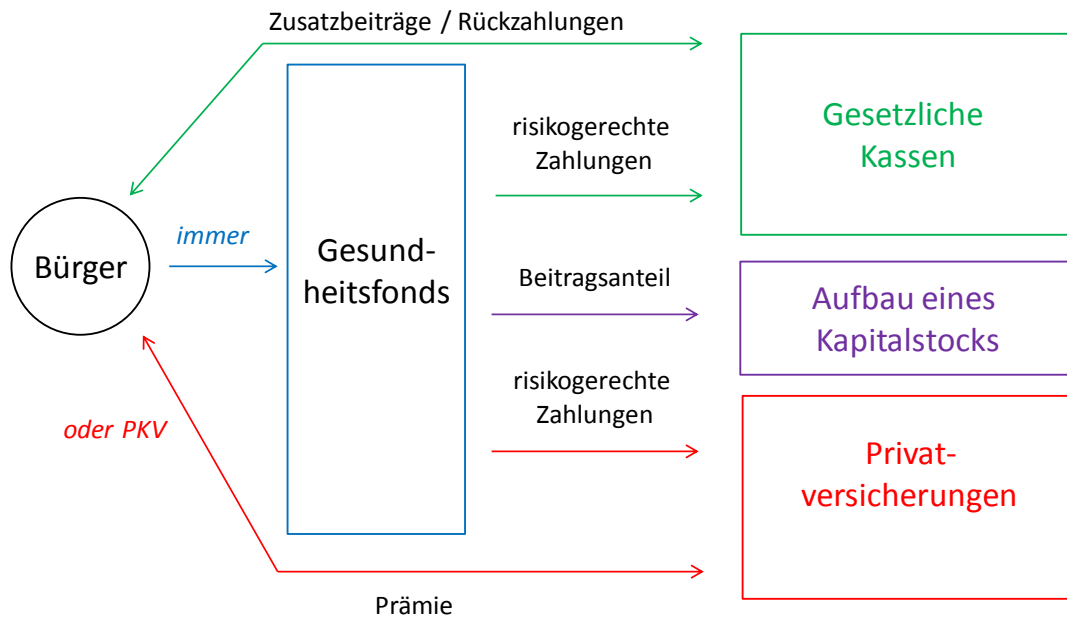 Zusatzbeiträge / Rückzahlungen
risikogerechte
Zahlungen
Gesetzliche
Kassen
immer
Bürger
Gesund-
heitsfonds
Beitragsanteil
Aufbau eines
Kapitalstocks
risikogerechte
Zahlungen
oder PKV
Privat-
versicherungen
Prämie